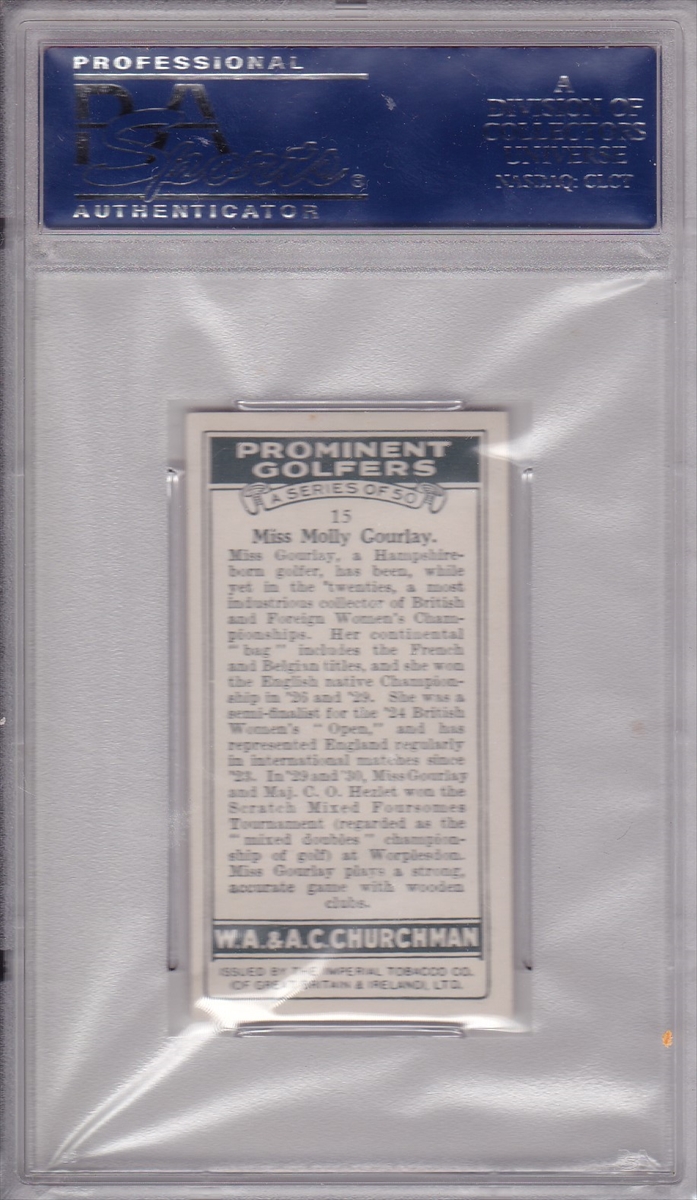 PROFESSIONAL
PSA
Sports®
AUTHENTICATOR
A
DIVISION OF
COLLECTORS
UNIVERSE
NASDAQ: CLCT
PROMINENT
GOLFERS
A SERIES OF 50
15
Miss Molly Gourlay.
Miss Gourlay, a Hampshire-
born golfer, has been, while
yet in the 'twenties, a most
industrious collector of British
and Foreign Women's Cham-
pionships. Her continental
"bag" includes the French
and Belgian titles, and she won
the English native Champion-
ship in '26 and '29. She was a
semi-finalist for the '24 British
Women's "Open," and has
represented England regularly
in international matches since
'23. In '29 and '30, Miss Gourlay
and Maj. C. O. Hezlet won the
Scratch Mixed Foursomes
Tournament (regarded as the
"mixed doubles" champion-
ship of golf) at Worplesdon.
Miss Gourlay plays a strong,
accurate game with wooden
clubs.
W.A. & A.C. CHURCHMAN
ISSUED BY THE IMPERIAL TOBACCO CO.
(OF GREAT BRITAIN & IRELAND), LTD.